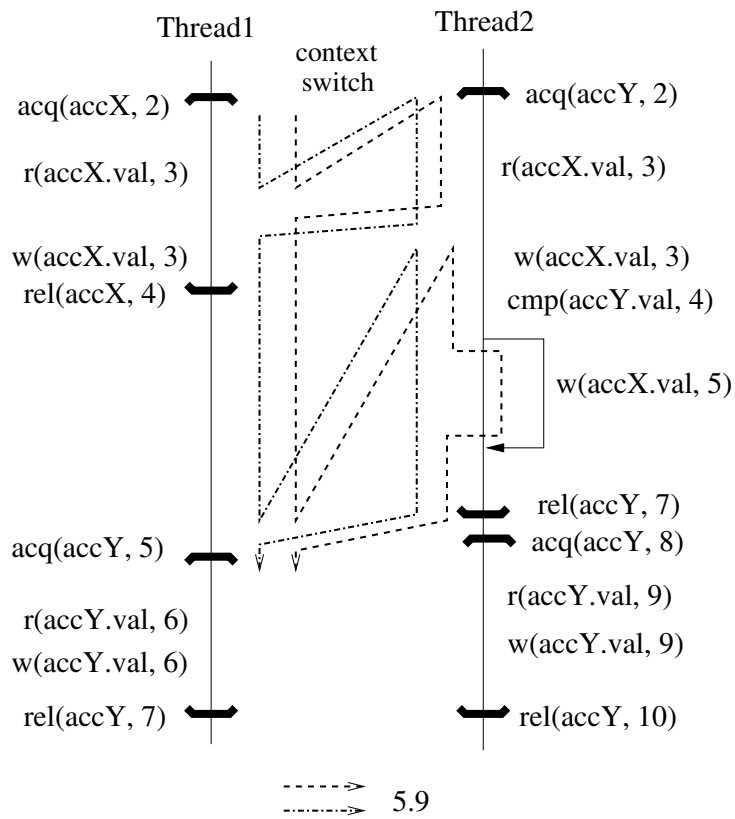 Thread1
context
switch
Thread2
acq(accX, 2)
r(accX.val, 3)
w(accX.val, 3)
rel(accX, 4)
acq(accY, 5)
r(accY.val, 6)
w(accY.val, 6)
rel(accY, 7)
acq(accY, 2)
r(accX.val, 3)
w(accX.val, 3)
cmp(accY.val, 4)
w(accX.val, 5)
rel(accY, 7)
acq(accY, 8)
r(accY.val, 9)
w(accY.val, 9)
rel(accY, 10)
5.9